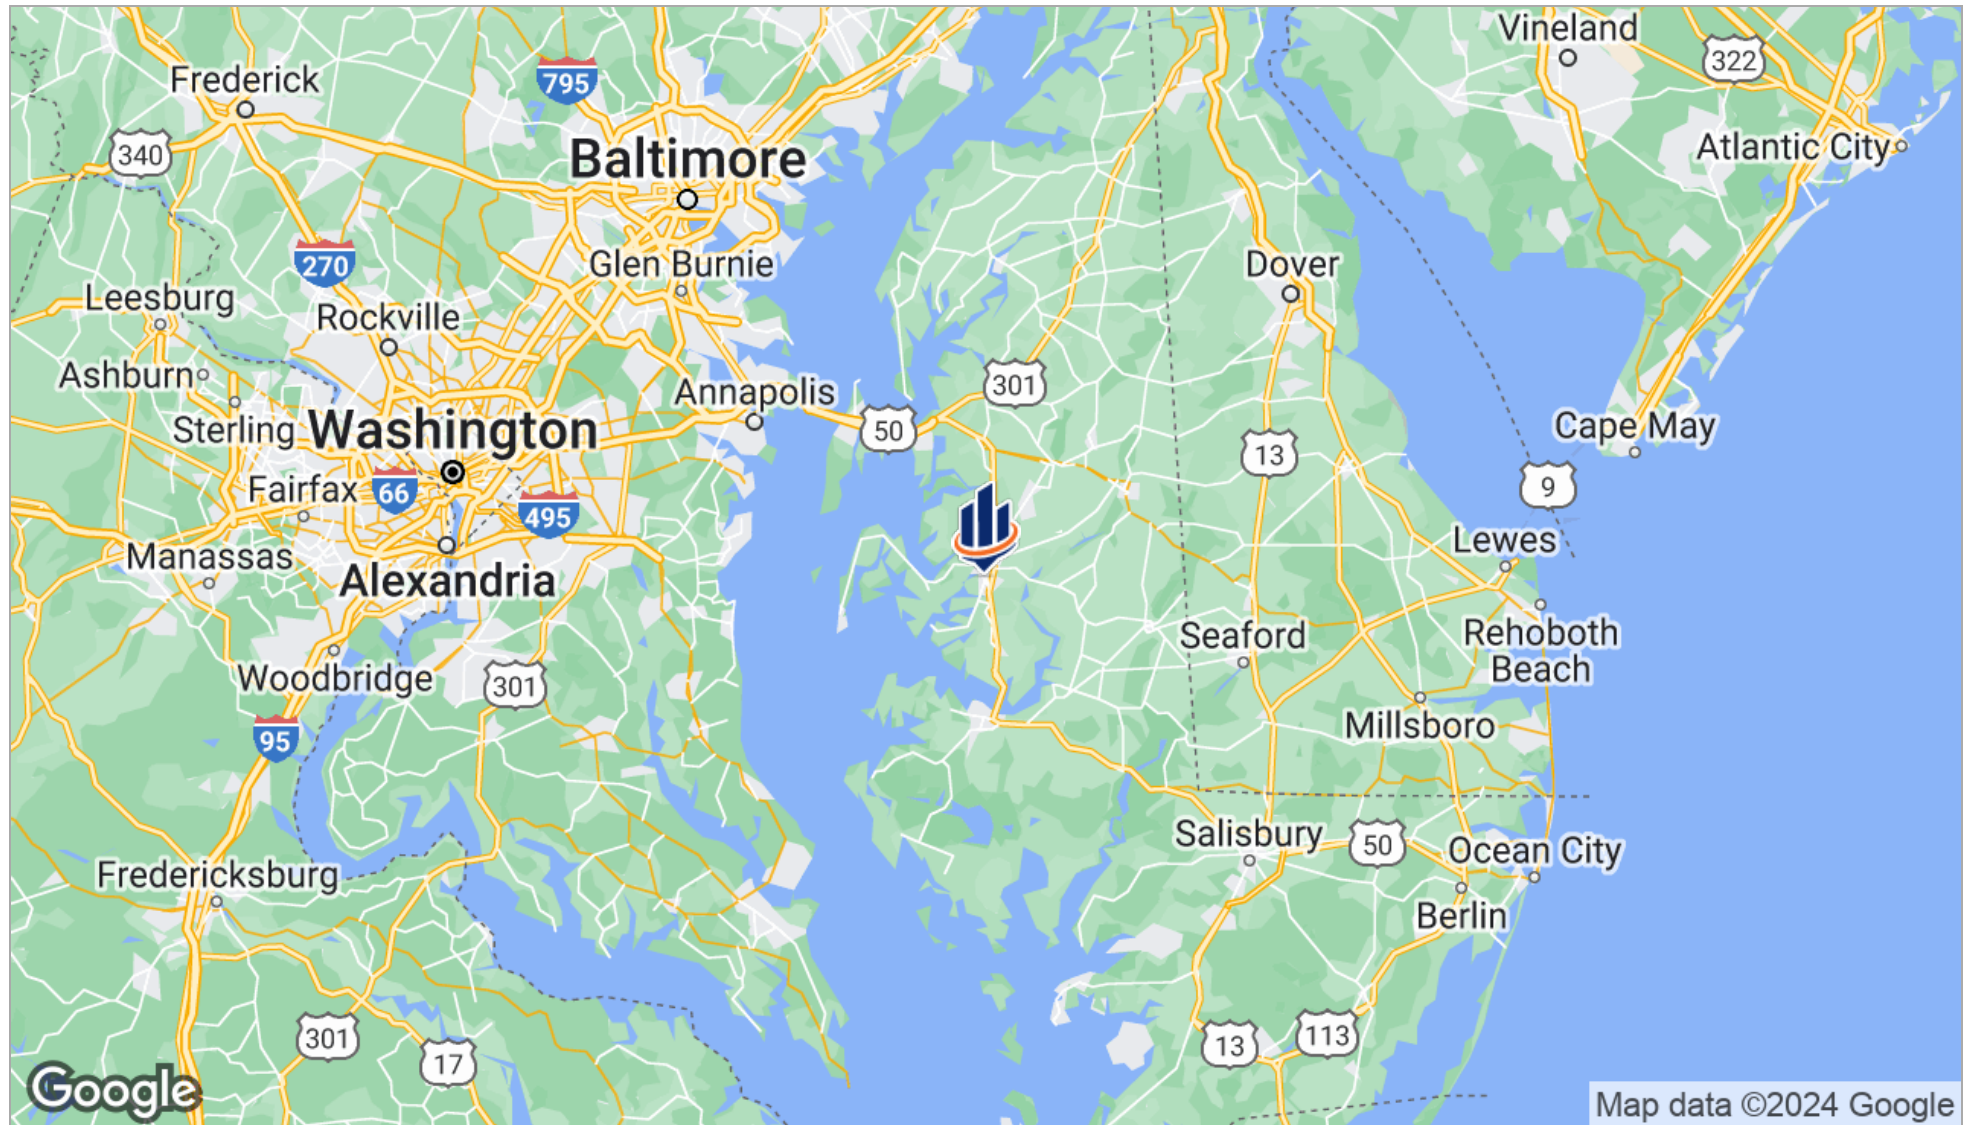 Vineland
322
Frederick
795
340
Baltimore
Atlantic City
270
Glen Burnie
Dover
Leesburg
Rockville
Ashburn
301
Annapolis
Sterling
Washington
50
Cape May
13
Fairfax
66
495
9
Manassas
Alexandria
Lewes
Seaford
Rehoboth
Beach
Woodbridge
301
95
Millsboro
Salisbury
50
Ocean City
Fredericksburg
Berlin
301
17
13
113
Google
Map data ©2024 Google